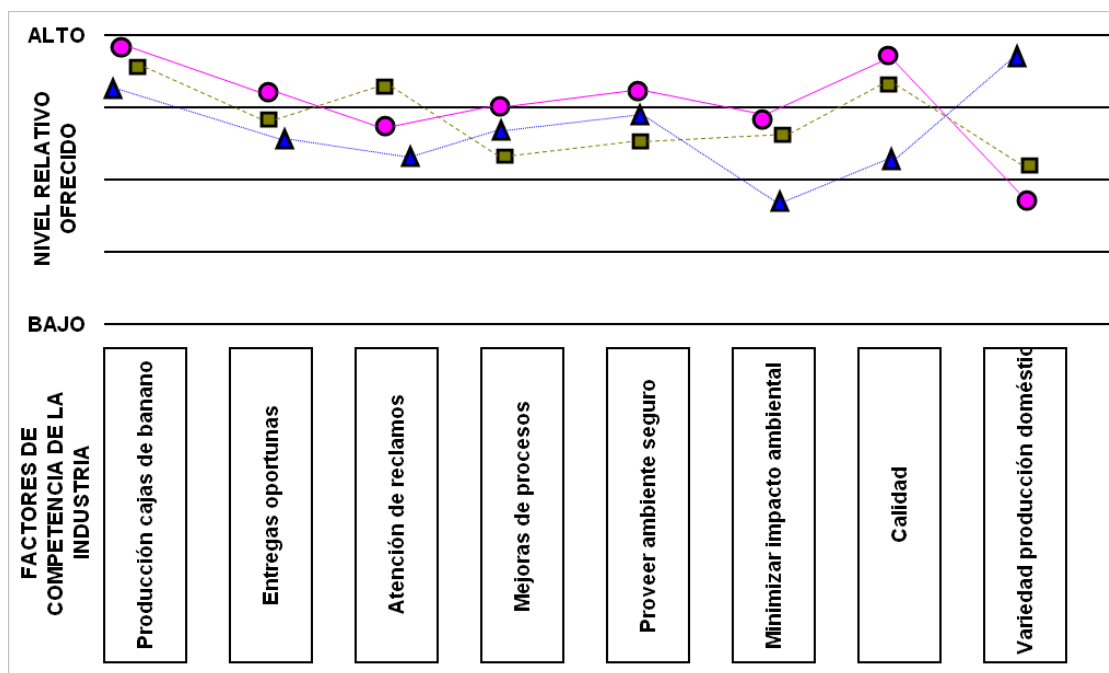 ALTO
NIVEL RELATIVO
OFRECIDO
BAJO
FACTORES DE
COMPETENCIA DE LA
INDUSTRIA
Producción cajas de banano
Entregas oportunas
Atención de reclamos
Mejoras de procesos
Proveer ambiente seguro
Minimizar impacto ambiental
Calidad
Variedad producción doméstic